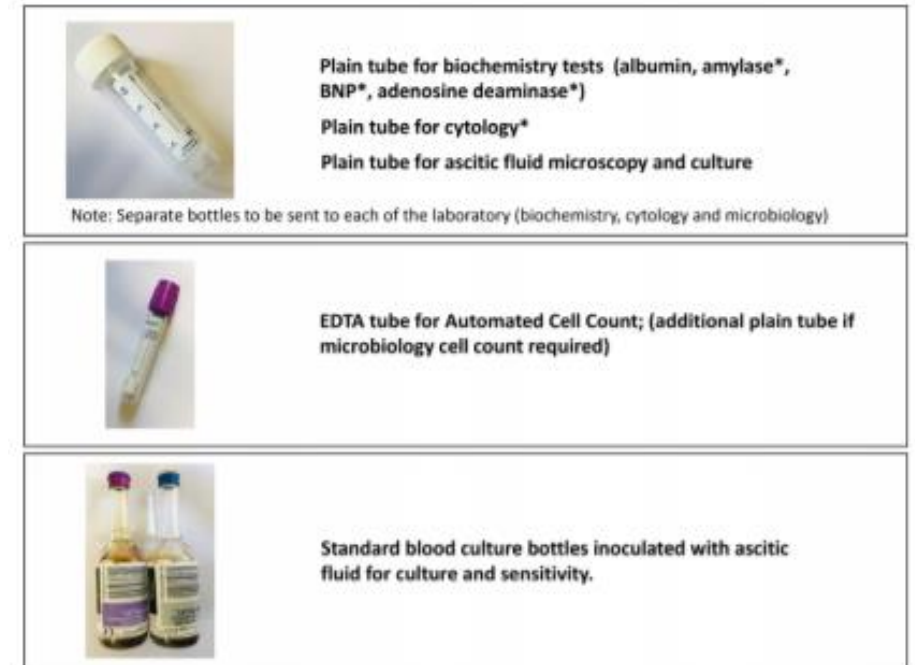 Plain tube for biochemistry tests (albumin, amylase*,
BNP*, adenosine deaminase*)
Plain tube for cytology*
Plain tube for ascitic fluid microscopy and culture
Note: Separate bottles to be sent to each of the laboratory (biochemistry, cytology and microbiology)
EDTA tube for Automated Cell Count; (additional plain tube if
microbiology cell count required)
Standard blood culture bottles inoculated with ascitic
fluid for culture and sensitivity.